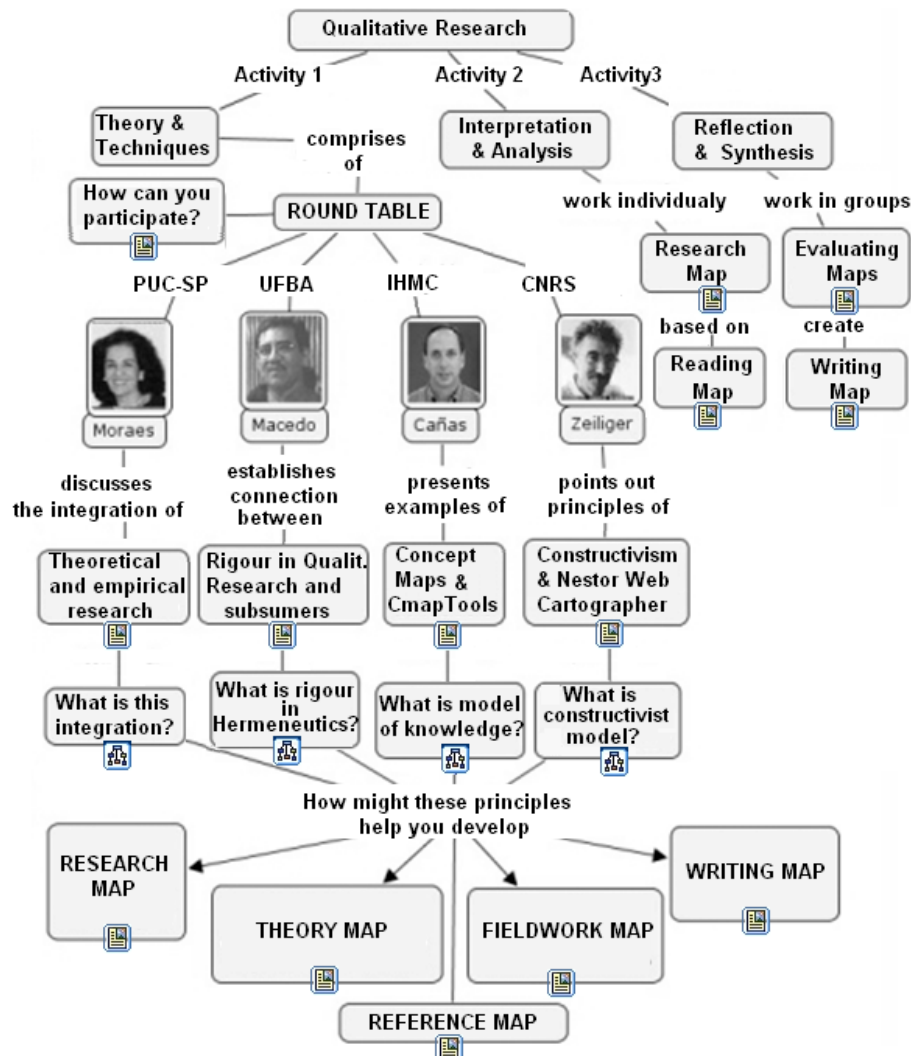 Qualitative Research
Activity 1
Activity 2
Activity3
Theory &
Techniques
comprises
of
Interpretation
& Analysis
Reflection
& Synthesis
How can you
participate?
ROUND TABLE
work individualy
work in groups
Research
Map
Evaluating
Maps
PUC-SP
UFBA
IHMC
CNRS
based on
create
Reading
Map
Writing
Map
Moraes
Macedo
Cañas
Zeiliger
discusses
the integration of
establishes
connection
between
presents
examples of
points out
principles of
Theoretical
and empirical
research
Rigour in Qualit.
Research and
subsumers
Concept
Maps &
CmapTools
Constructivism
& Nestor Web
Cartographer
What is this
integration?
What is rigour
in
Hermeneutics?
What is model
of knowledge?
What is
constructivist
model?
How might these principles
help you develop
RESEARCH
MAP
THEORY MAP
FIELDWORK MAP
WRITING MAP
REFERENCE MAP